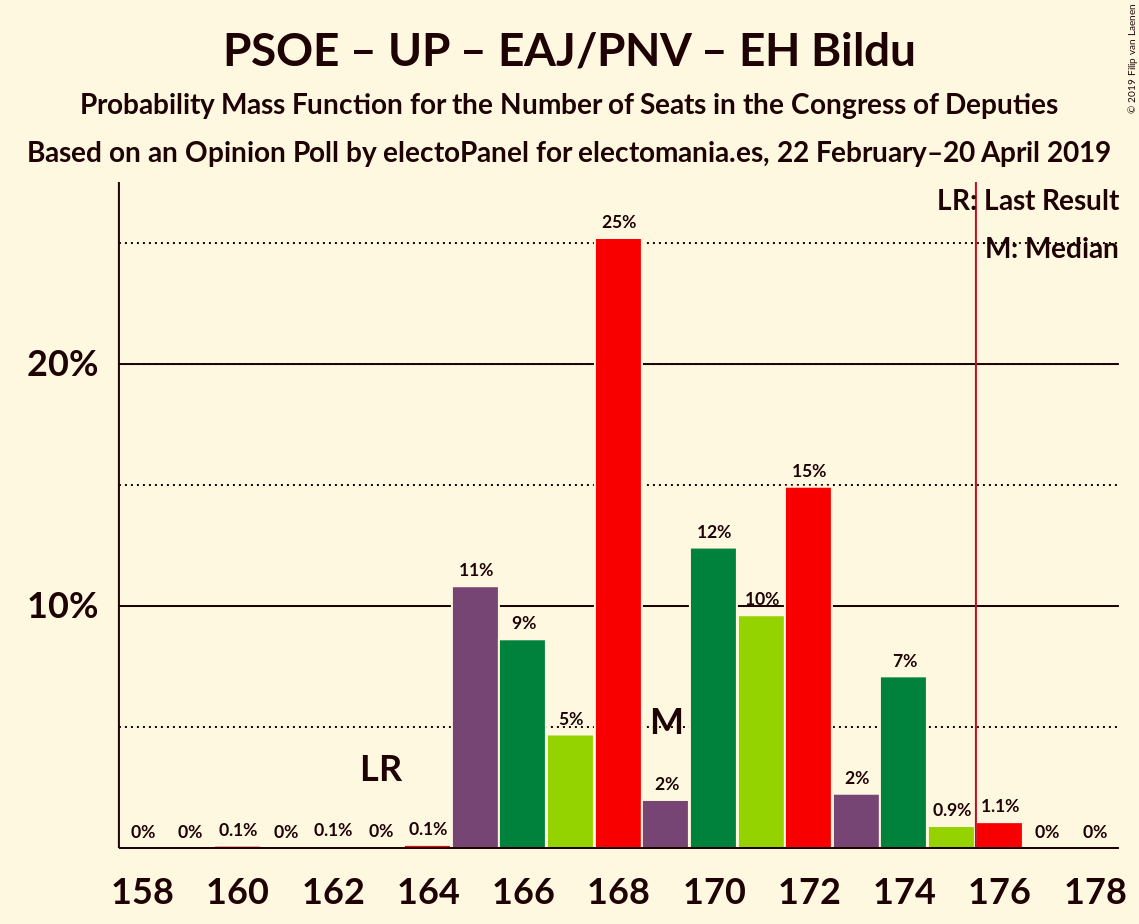 PSOE – UP – EAJ/PNV – EH Bildu
Probability Mass Function for the Number of Seats in the Congress of Deputies
Based on an Opinion Poll by electoPanel for electomania.es, 22 February–20 April 2019
© 2019 Filip van Laenen
LR: Last Result
M: Median
20%
10%
0% 0% 0.1% 0% 0.1% 0% 0.1% 11% 9% 5% 25% 2% 12% 10% 15% 2% 7% 0.9% 1.1% 0% 0%
LR
M
158 160 162 164 166 168 170 172 174 176 178